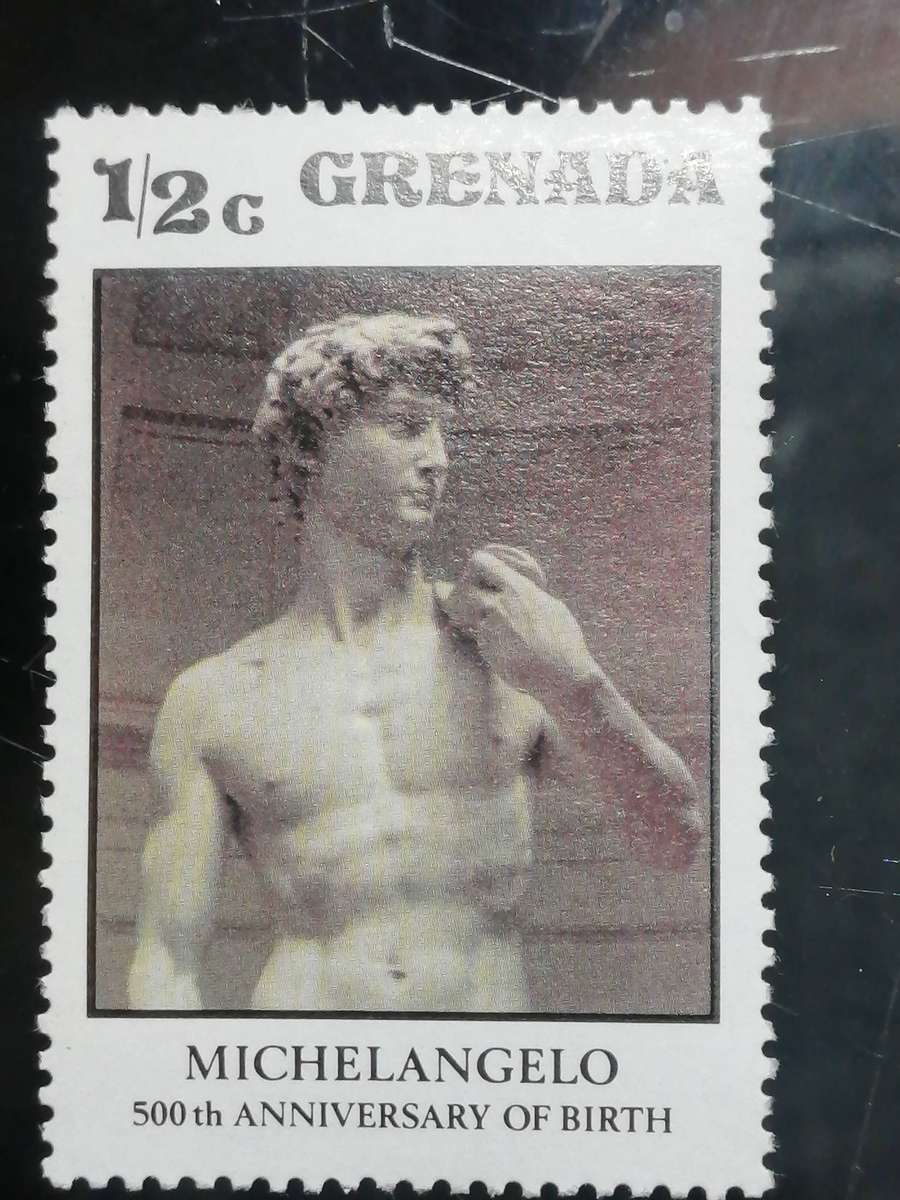 1/2c GRENADA
MICHELANGELO
500th ANNIVERSARY OF BIRTH